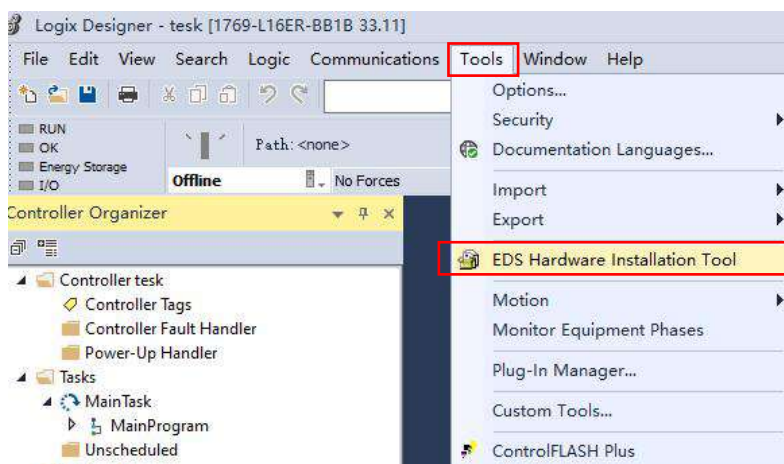 Logix Designer - tesk [1769-L16ER-BB1B 33.11]
File Edit View Search Logic Communications Tools Window Help
RUN
OK
Energy Storage
I/O
Path: <none>
Offline
No Forces
Controller Organizer
Controller tesk
Controller Tags
Controller Fault Handler
Power-Up Handler
Tasks
MainTask
MainProgram
Unscheduled
Options...
Security
Documentation Languages...
Import
Export
EDS Hardware Installation Tool
Motion
Monitor Equipment Phases
Plug-In Manager...
Custom Tools...
ControlFLASH Plus